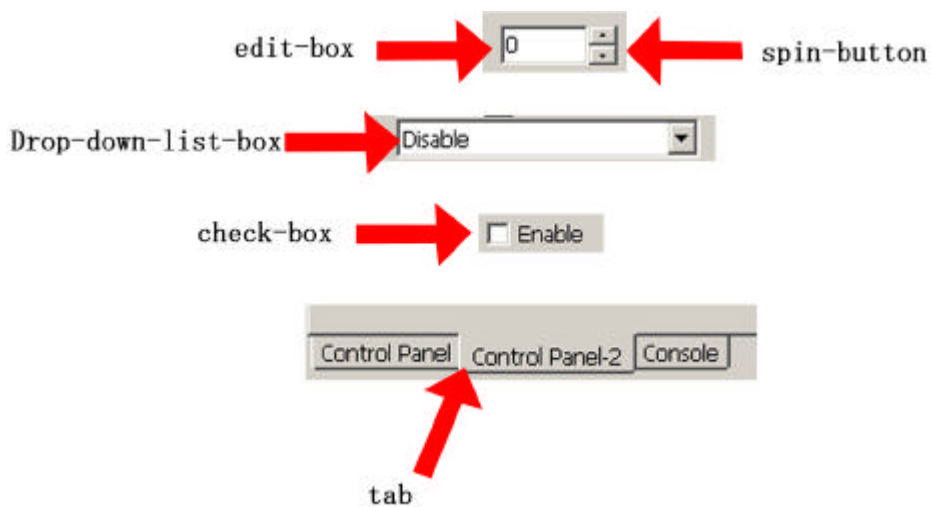 edit-box
0
spin-button
Drop-down-list-box
Disable
check-box
Enable
Control Panel
Control Panel-2
Console
tab